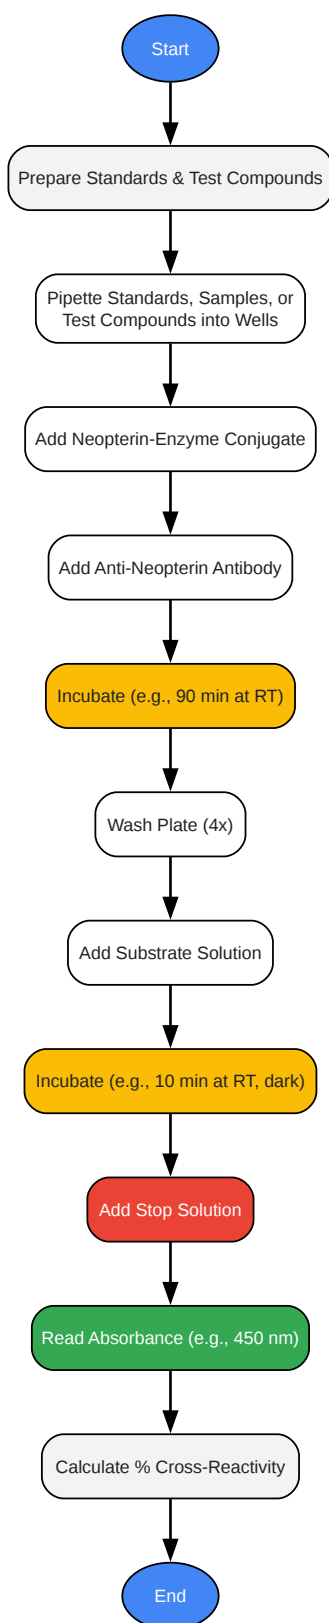 Start
Prepare Standards & Test Compounds
Pipette Standards, Samples, or
Test Compounds into Wells
Add Neopterin-Enzyme Conjugate
Add Anti-Neopterin Antibody
Incubate (e.g., 90 min at RT)
Wash Plate (4x)
Add Substrate Solution
Incubate (e.g., 10 min at RT, dark)
Add Stop Solution
Read Absorbance (e.g., 450 nm)
Calculate % Cross-Reactivity
End